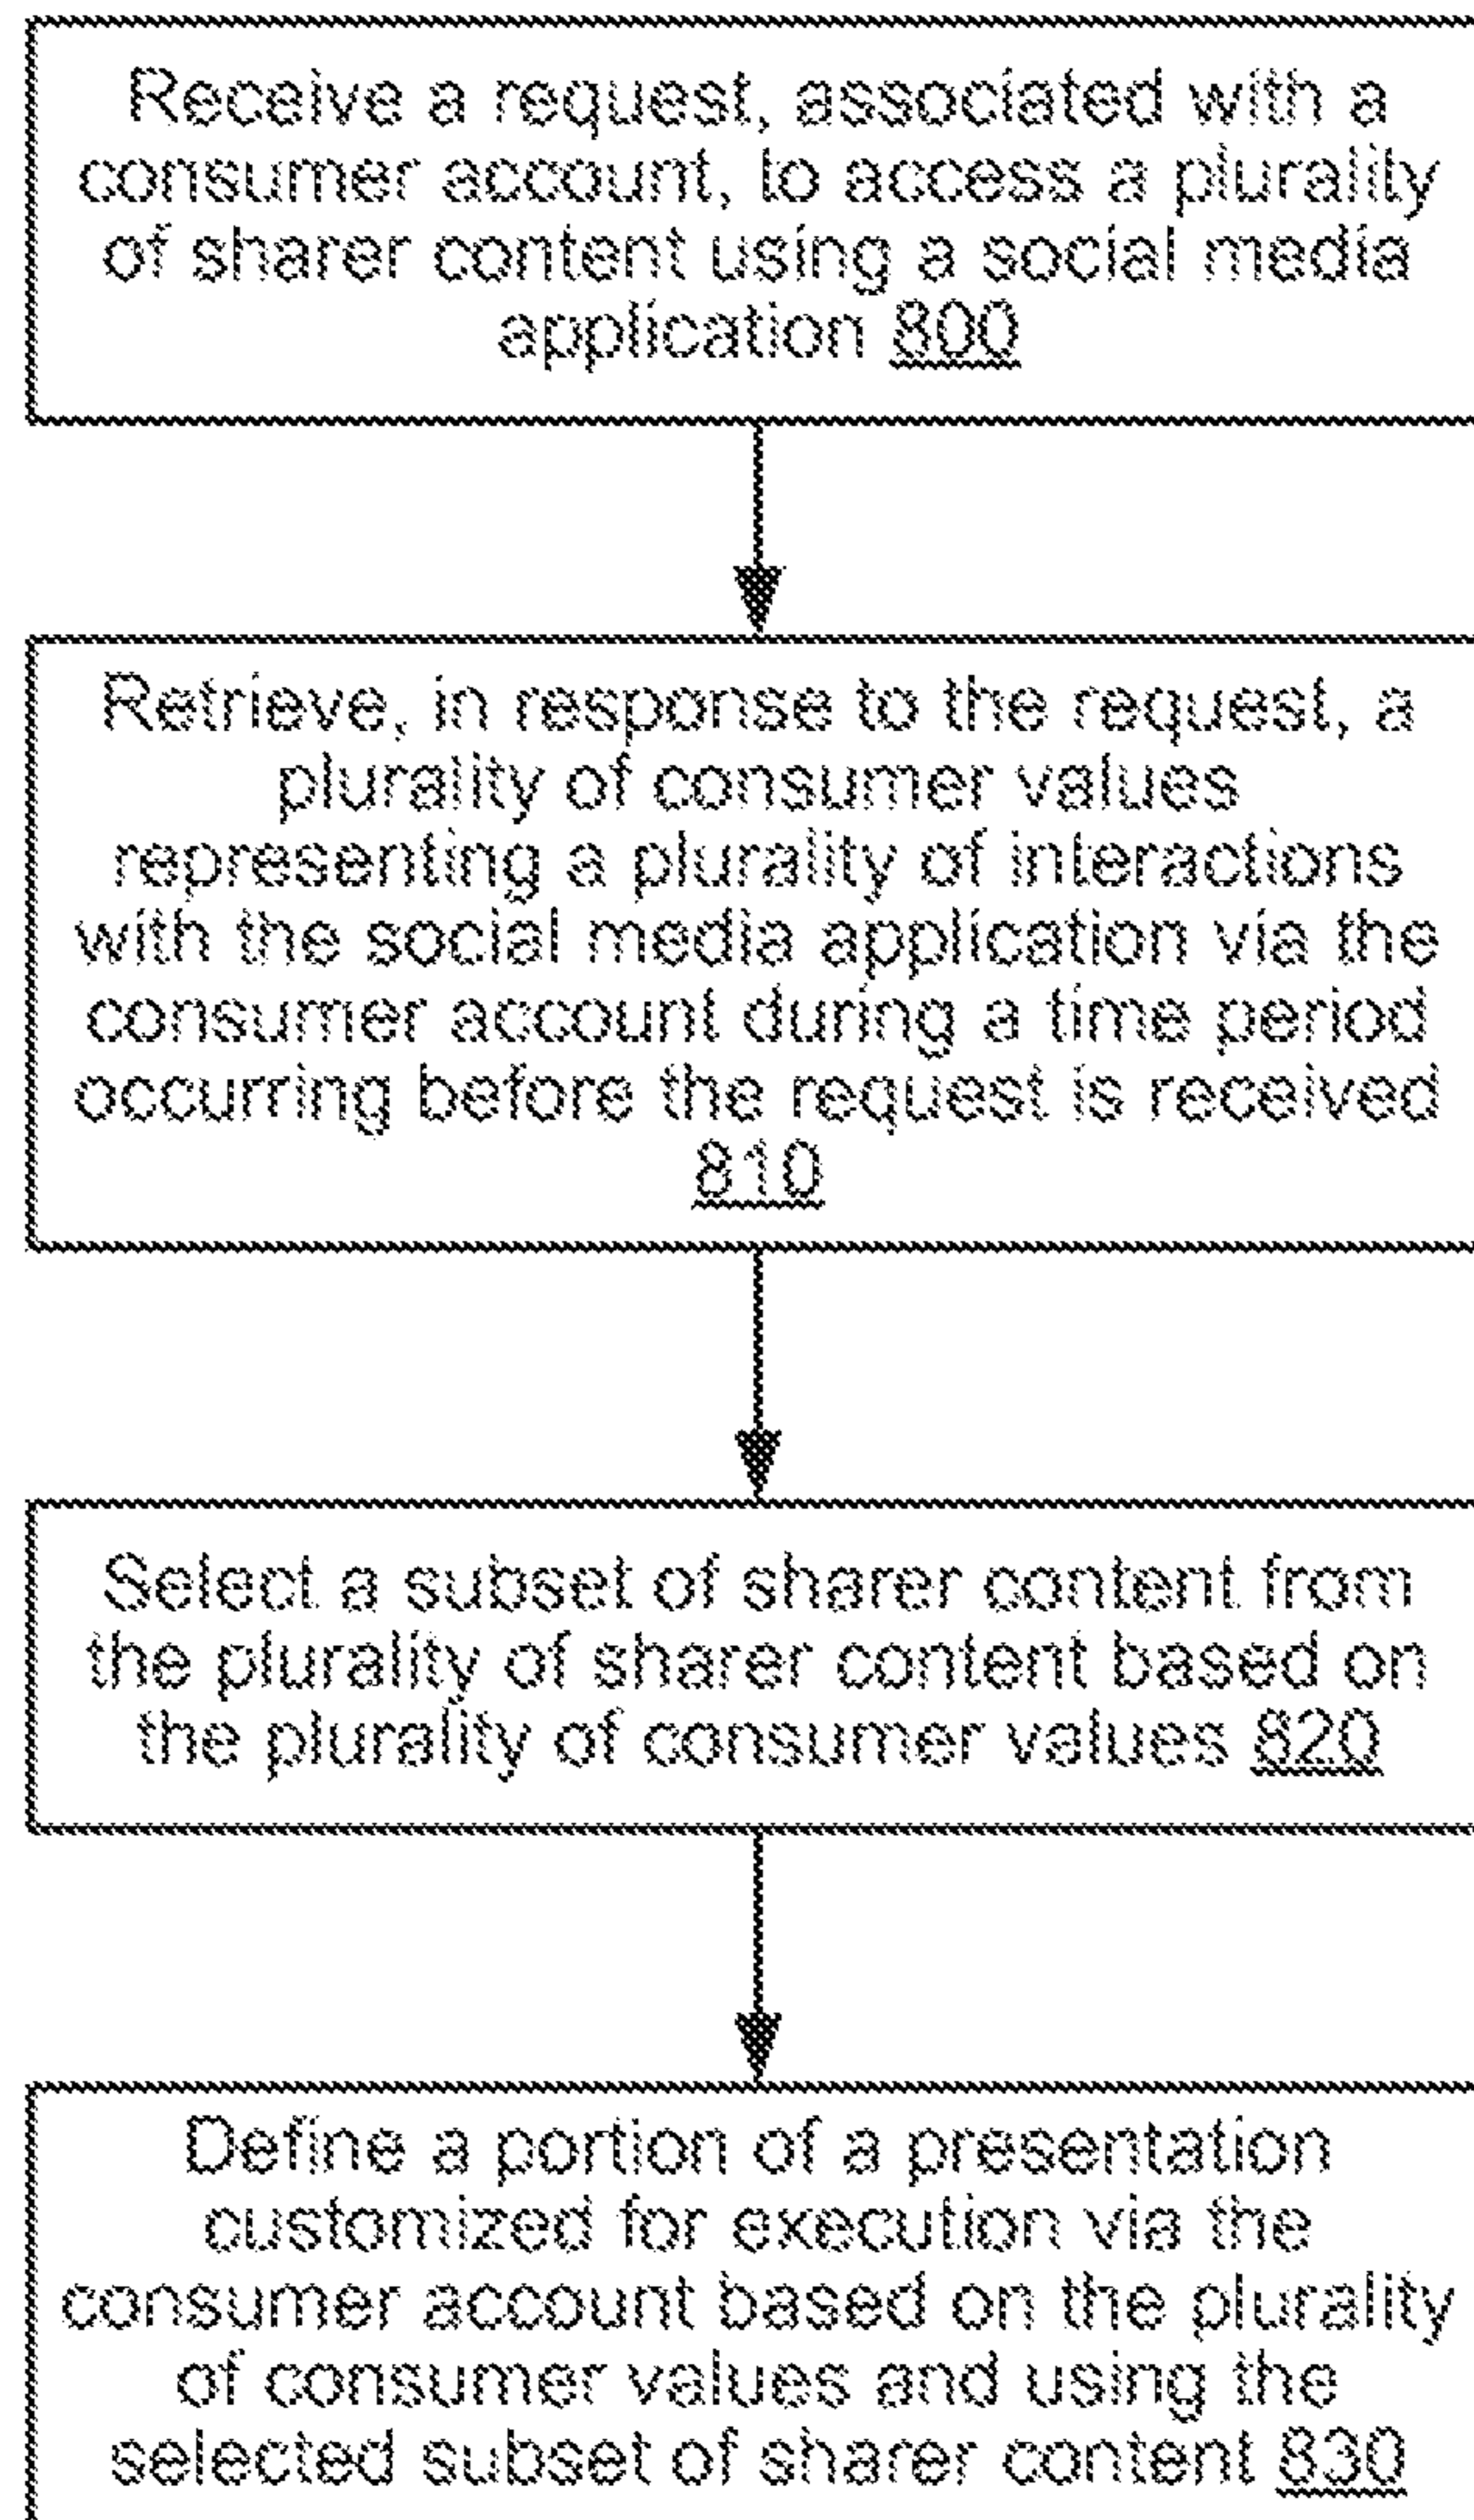 Receive a request, associated with a
consumer account, to access a plurality
of sharer content using a social media
application 800
Retrieve, in response to the request, a
plurality of consumer values
representing a plurality of interactions
with the social media application via the
consumer account during a time period
occurring before the request is received
810
Select a subset of sharer content from
the plurality of sharer content based on
the plurality of consumer values 820
Define a portion of a presentation
customized for execution via the
consumer account based on the plurality
of consumer values and using the
selected subset of sharer content 830